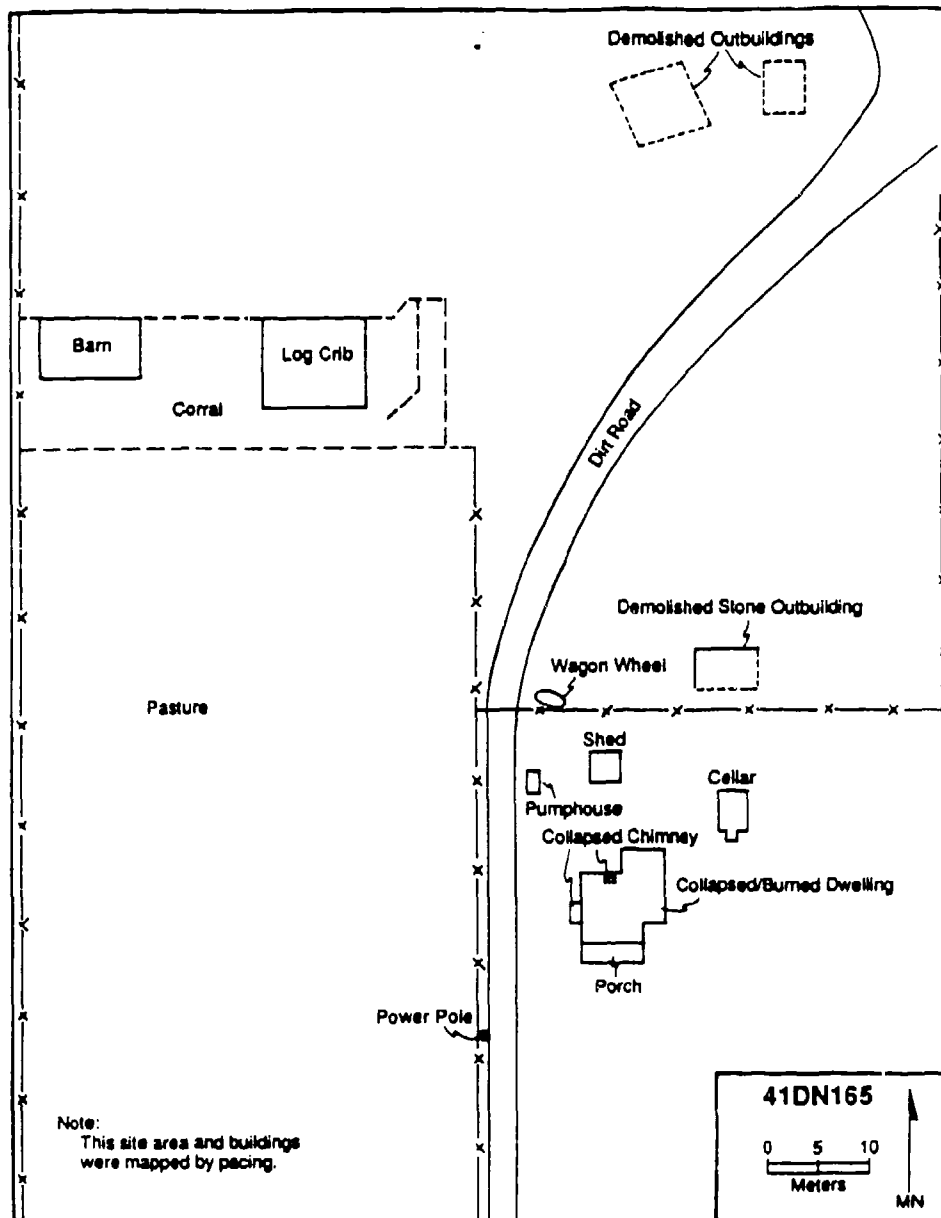 Demolished Outbuildings
Barn
Log Crib
Corral
Dirt Road
Demolished Stone Outbuilding
Wagon Wheel
Pasture
Shed
Cellar
Pumphouse
Collapsed Chimney
Collapsed/Burned Dwelling
Porch
Power Pole
Note:
This site area and buildings
were mapped by pacing.
41DN165
0 5 10
Meters
MN